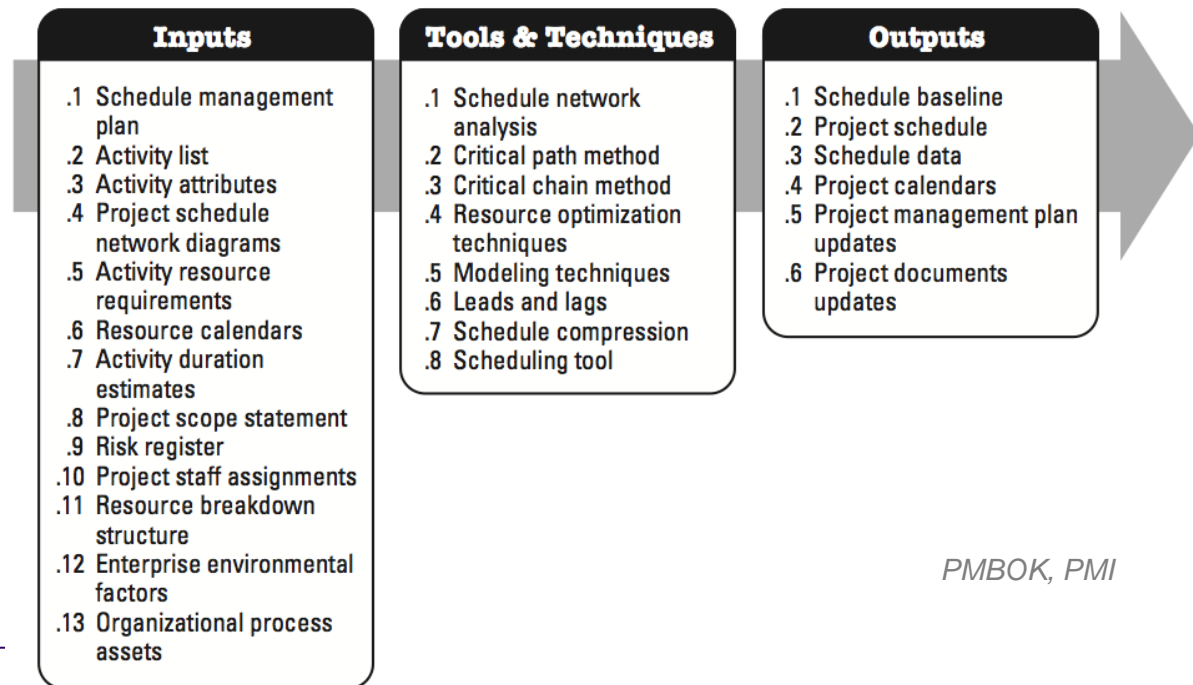 Inputs
.1 Schedule management
plan
.2 Activity list
.3 Activity attributes
.4 Project schedule
network diagrams
.5 Activity resource
requirements
.6 Resource calendars
.7 Activity duration
estimates
.8 Project scope statement
.9 Risk register
.10 Project staff assignments
.11 Resource breakdown
structure
.12 Enterprise environmental
factors
.13 Organizational process
assets
Tools & Techniques
.1 Schedule network
analysis
.2 Critical path method
.3 Critical chain method
.4 Resource optimization
techniques
.5 Modeling techniques
.6 Leads and lags
.7 Schedule compression
.8 Scheduling tool
Outputs
.1 Schedule baseline
.2 Project schedule
.3 Schedule data
.4 Project calendars
.5 Project management plan
updates
.6 Project documents
updates
PMBOK, PMI